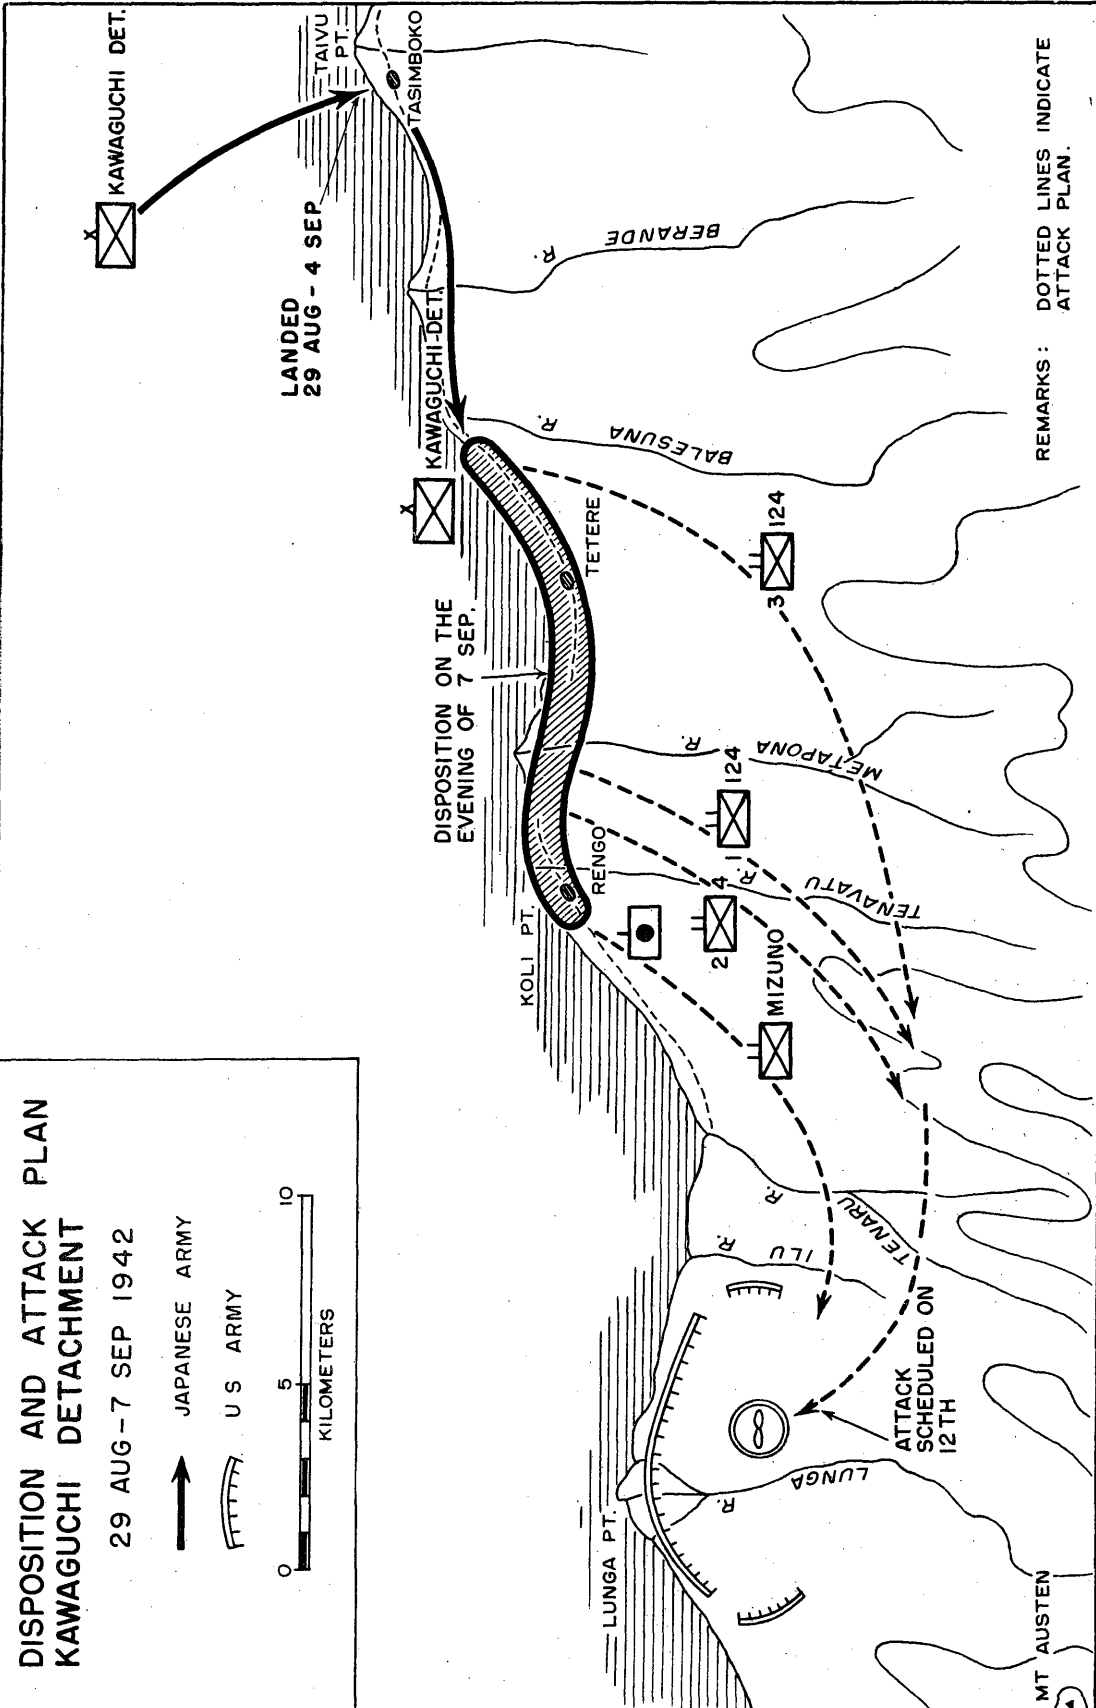 DISPOSITION AND ATTACK PLAN
KAWAGUCHI DETACHMENT
29 AUG-7 SEP 1942
JAPANESE ARMY
U S ARMY
0 5 10
KILOMETERS
KAWAGUCHI DET.
X
TAIVU
PT.
TASIMBOKO
LANDED
29 AUG - 4 SEP
KAWAGUCHI-DET.
X
R. BERANDE
R. BALESUNA
DISPOSITION ON THE
EVENING OF 7 SEP.
TETERE
3 124
R. METAPONA
1 124
RENGO
KOLI PT.
R. TENAVATU
2 4
MIZUNO
R. TENARU
R. ILU
ATTACK
SCHEDULED ON
12TH
R. LUNGA
LUNGA PT.
MT AUSTEN
REMARKS: DOTTED LINES INDICATE
ATTACK PLAN.